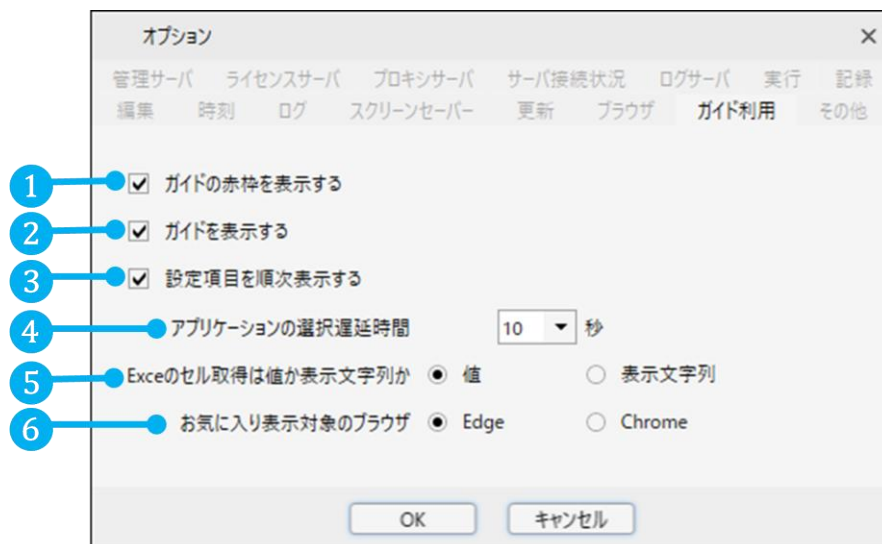 オプション ×
管理サーバ ライセンスサーバ プロキシサーバ サーバ接続状況 ログサーバ 実行 記録
編集 時刻 ログ スクリーンセーバー 更新 ブラウザ ガイド利用 その他
1 ガイドの赤枠を表示する
2 ガイドを表示する
3 設定項目を順次表示する
4 アプリケーションの選択遅延時間 10 秒
5 Exceのセル取得は値か表示文字列か 値 表示文字列
6 お気に入り表示対象のブラウザ Edge Chrome
OK キャンセル